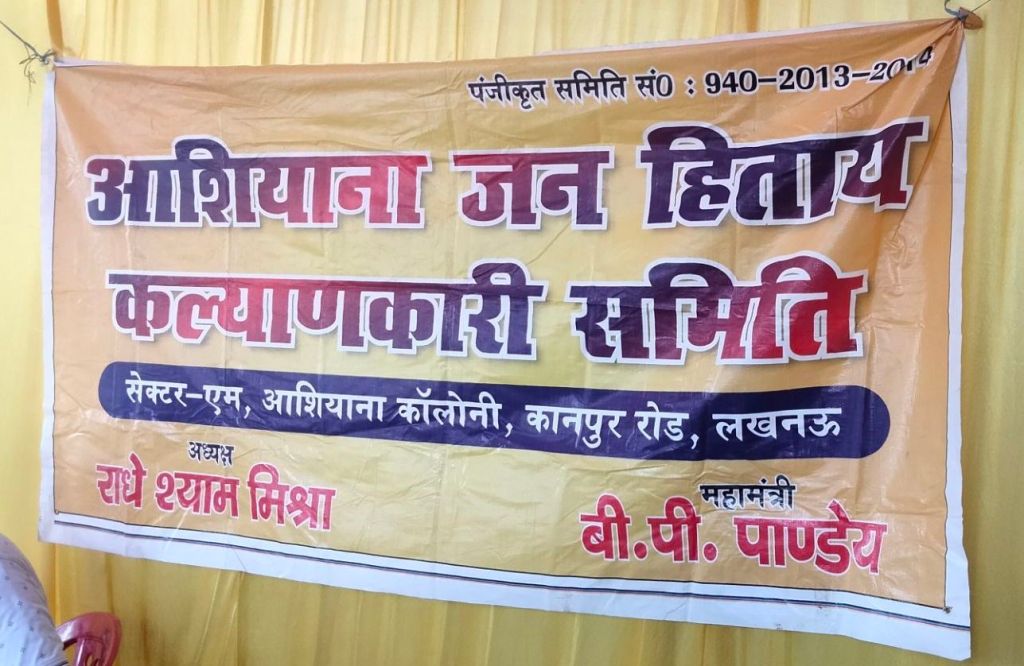 पंजीकृत समिति सं0 : 940-2013-2014
आशियाना जन हिताय
कल्याणकारी समिति
सेक्टर-एम, आशियाना कॉलोनी, कानपुर रोड, लखनऊ
अध्यक्ष
राधे श्याम मिश्रा
महामंत्री
बी.पी. पाण्डेय